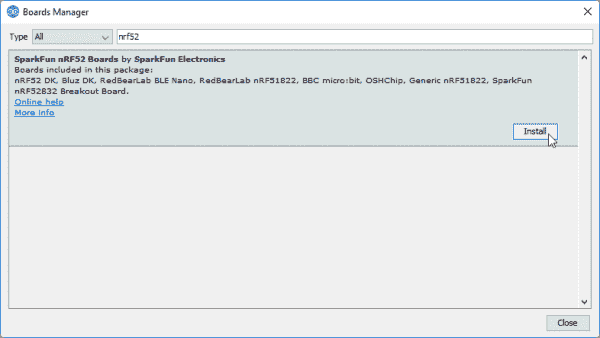 Boards Manager
Type All nrf52
SparkFun nRF52 Boards by SparkFun Electronics
Boards included in this package:
nRF52 DK, Bluz DK, RedBearLab BLE Nano, RedBearLab nRF51822, BBC micro:bit, OSHChip, Generic nRF51822, SparkFun
nRF52832 Breakout Board.
Online help
More info
Install
Close